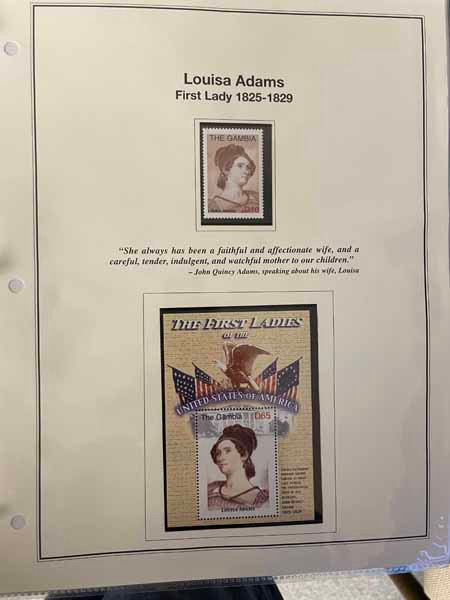 Louisa Adams
First Lady 1825-1829
THE GAMBIA
D10
“She always has been a faithful and affectionate wife, and a
careful, tender, indulgent, and watchful mother to our children.”
– John Quincy Adams, speaking about his wife, Louisa
THE FIRST LADIES
OF THE
UNITED STATES OF AMERICA
The Gambia D65
Louisa Adams